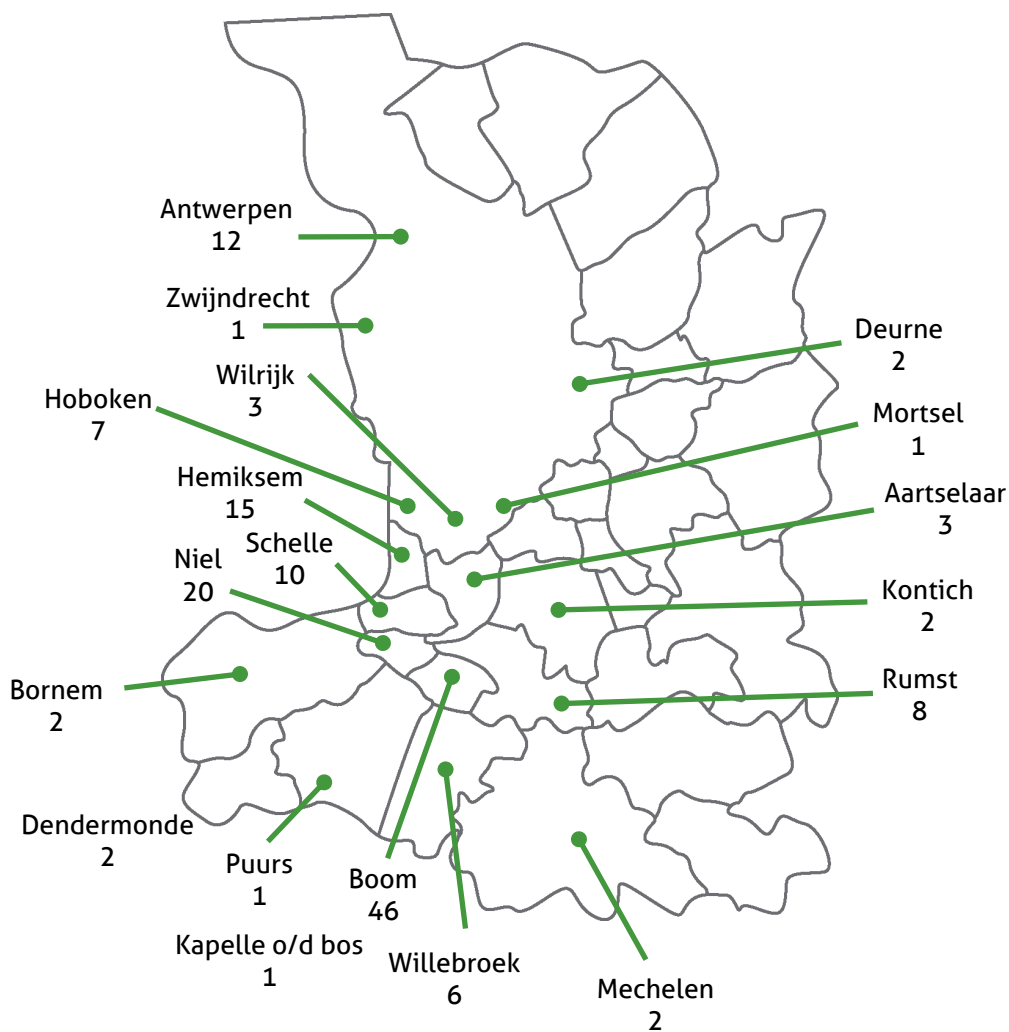 Antwerpen
12
Zwijndrecht
1
Wilrijk
3
Hoboken
7
Hemiksem
15
Schelle
10
Niel
20
Bornem
2
Dendermonde
2
Puurs
1
Kapelle o/d bos
1
Boom
46
Willebroek
6
Mechelen
2
Deurne
2
Mortsel
1
Aartselaar
3
Kontich
2
Rumst
8